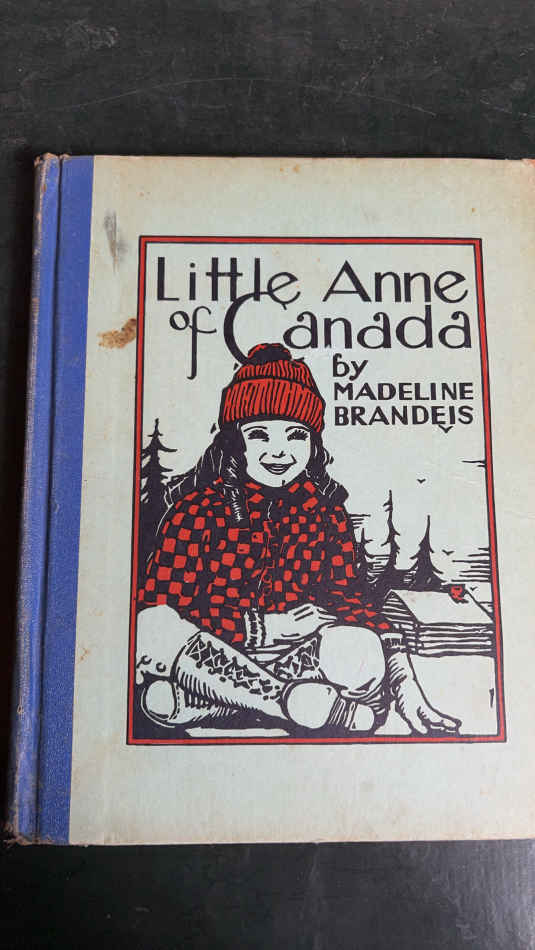 Little Anne
of Canada
by
MADELINE
BRANDEIS